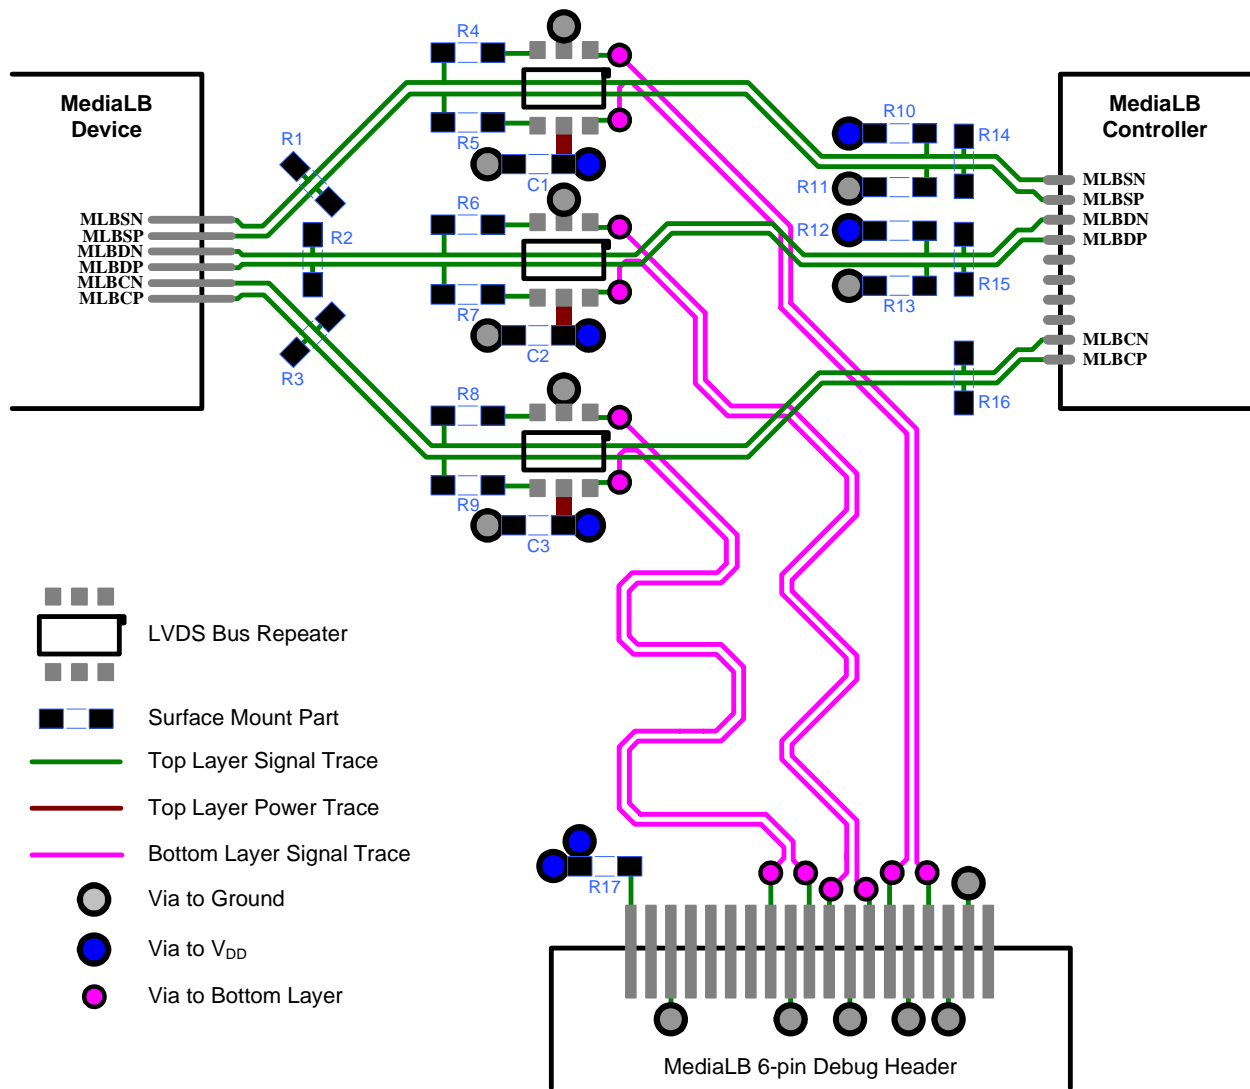 R4
MediaLB
Device
MediaLB
Controller
R10
R14
R1
R5
C1
R11
MLBSN
MLBSP
MLBDN
MLBDP
MLBCN
MLBCP
R2
R6
R12
MLBSN
MLBSP
MLBDN
MLBDP
R7
C2
R13
R15
R3
MLBCN
MLBCP
R8
R16
R9
C3
LVDS Bus Repeater
Surface Mount Part
Top Layer Signal Trace
Top Layer Power Trace
Bottom Layer Signal Trace
R17
Via to Ground
Via to VDD
Via to Bottom Layer
MediaLB 6-pin Debug Header